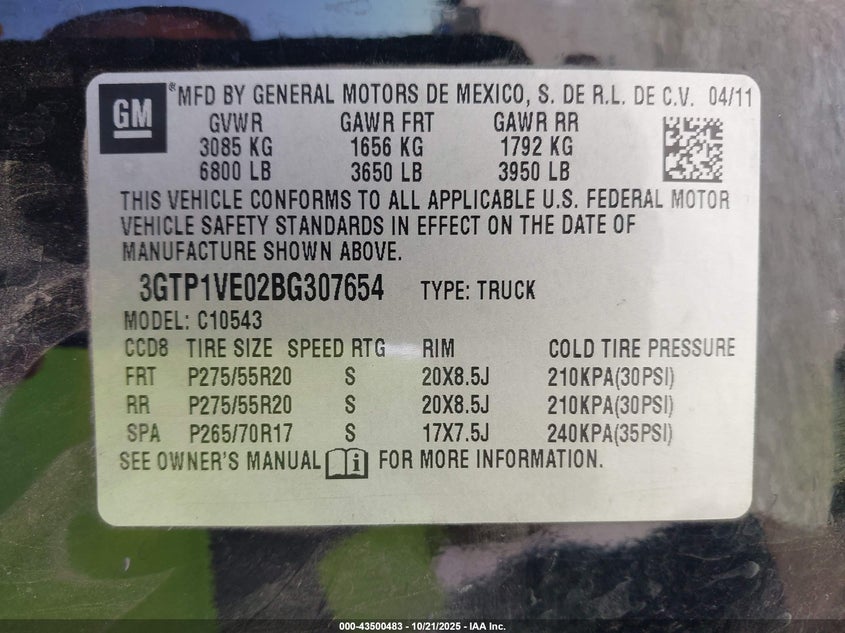 GM
®MFD BY GENERAL MOTORS DE MEXICO, S. DE R.L. DE C.V. 04/11
GVWR GAWR FRT GAWR RR
3085 KG 1656 KG 1792 KG
6800 LB 3650 LB 3950 LB
THIS VEHICLE CONFORMS TO ALL APPLICABLE U.S. FEDERAL MOTOR
VEHICLE SAFETY STANDARDS IN EFFECT ON THE DATE OF
MANUFACTURE SHOWN ABOVE.
3GTP1VE02BG307654 TYPE: TRUCK
MODEL: C10543
CCD8 TIRE SIZE SPEED RTG RIM COLD TIRE PRESSURE
FRT P275/55R20 S 20X8.5J 210KPA(30PSI)
RR P275/55R20 S 20X8.5J 210KPA(30PSI)
SPA P265/70R17 S 17X7.5J 240KPA(35PSI)
SEE OWNER'S MANUAL i FOR MORE INFORMATION.
000-43500483 - 10/21/2025 - IAA Inc.